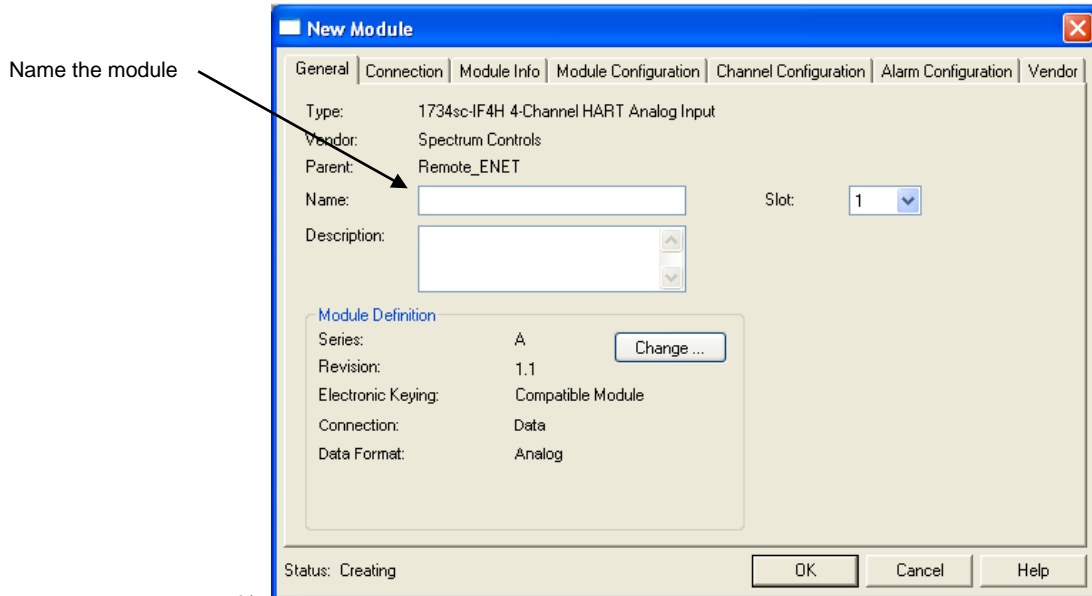 New Module
Name the module
General Connection Module Info Module Configuration Channel Configuration Alarm Configuration Vendor
Type: 1734sc-IF4H 4-Channel HART Analog Input
Vendor: Spectrum Controls
Parent: Remote_ENET
Name: Slot: 1
Description:
Module Definition
Series: A Change ...
Revision: 1.1
Electronic Keying: Compatible Module
Connection: Data
Data Format: Analog
Status: Creating OK Cancel Help